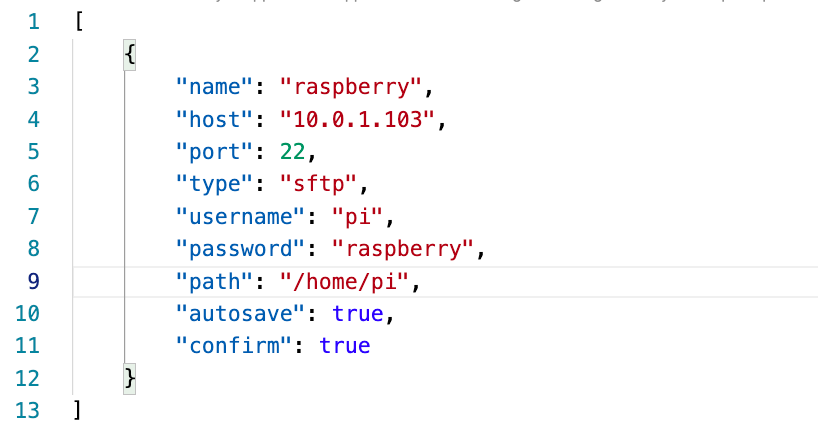 1 [
2     {
3         "name": "raspberry",
4         "host": "10.0.1.103",
5         "port": 22,
6         "type": "sftp",
7         "username": "pi",
8         "password": "raspberry",
9         "path": "/home/pi",
10         "autosave": true,
11         "confirm": true
12     }
13 ]